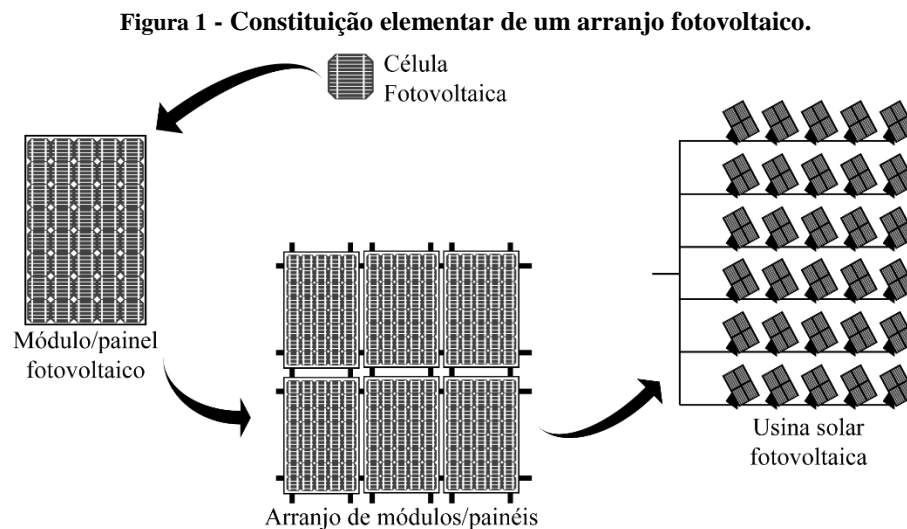 Figura 1 - Constituição elementar de um arranjo fotovoltaico.
Célula
Fotovoltaica
Módulo/painel
fotovoltaico
Arranjo de módulos/painéis
Usina solar
fotovoltaica